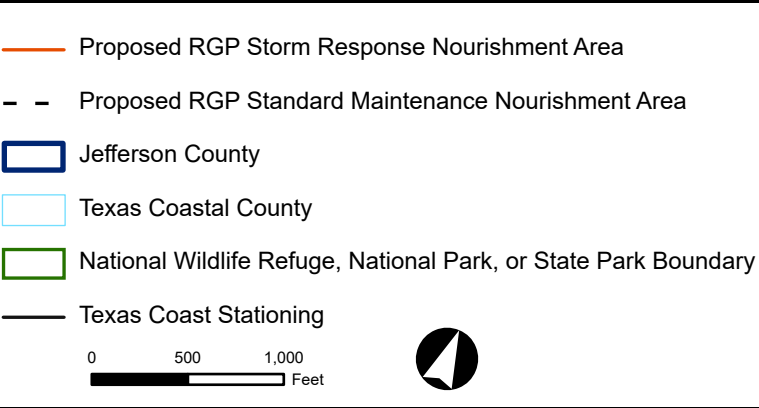 Proposed RGP Storm Response Nourishment Area
Proposed RGP Standard Maintenance Nourishment Area
Jefferson County
Texas Coastal County
National Wildlife Refuge, National Park, or State Park Boundary
Texas Coast Stationing
0 500 1,000
Feet